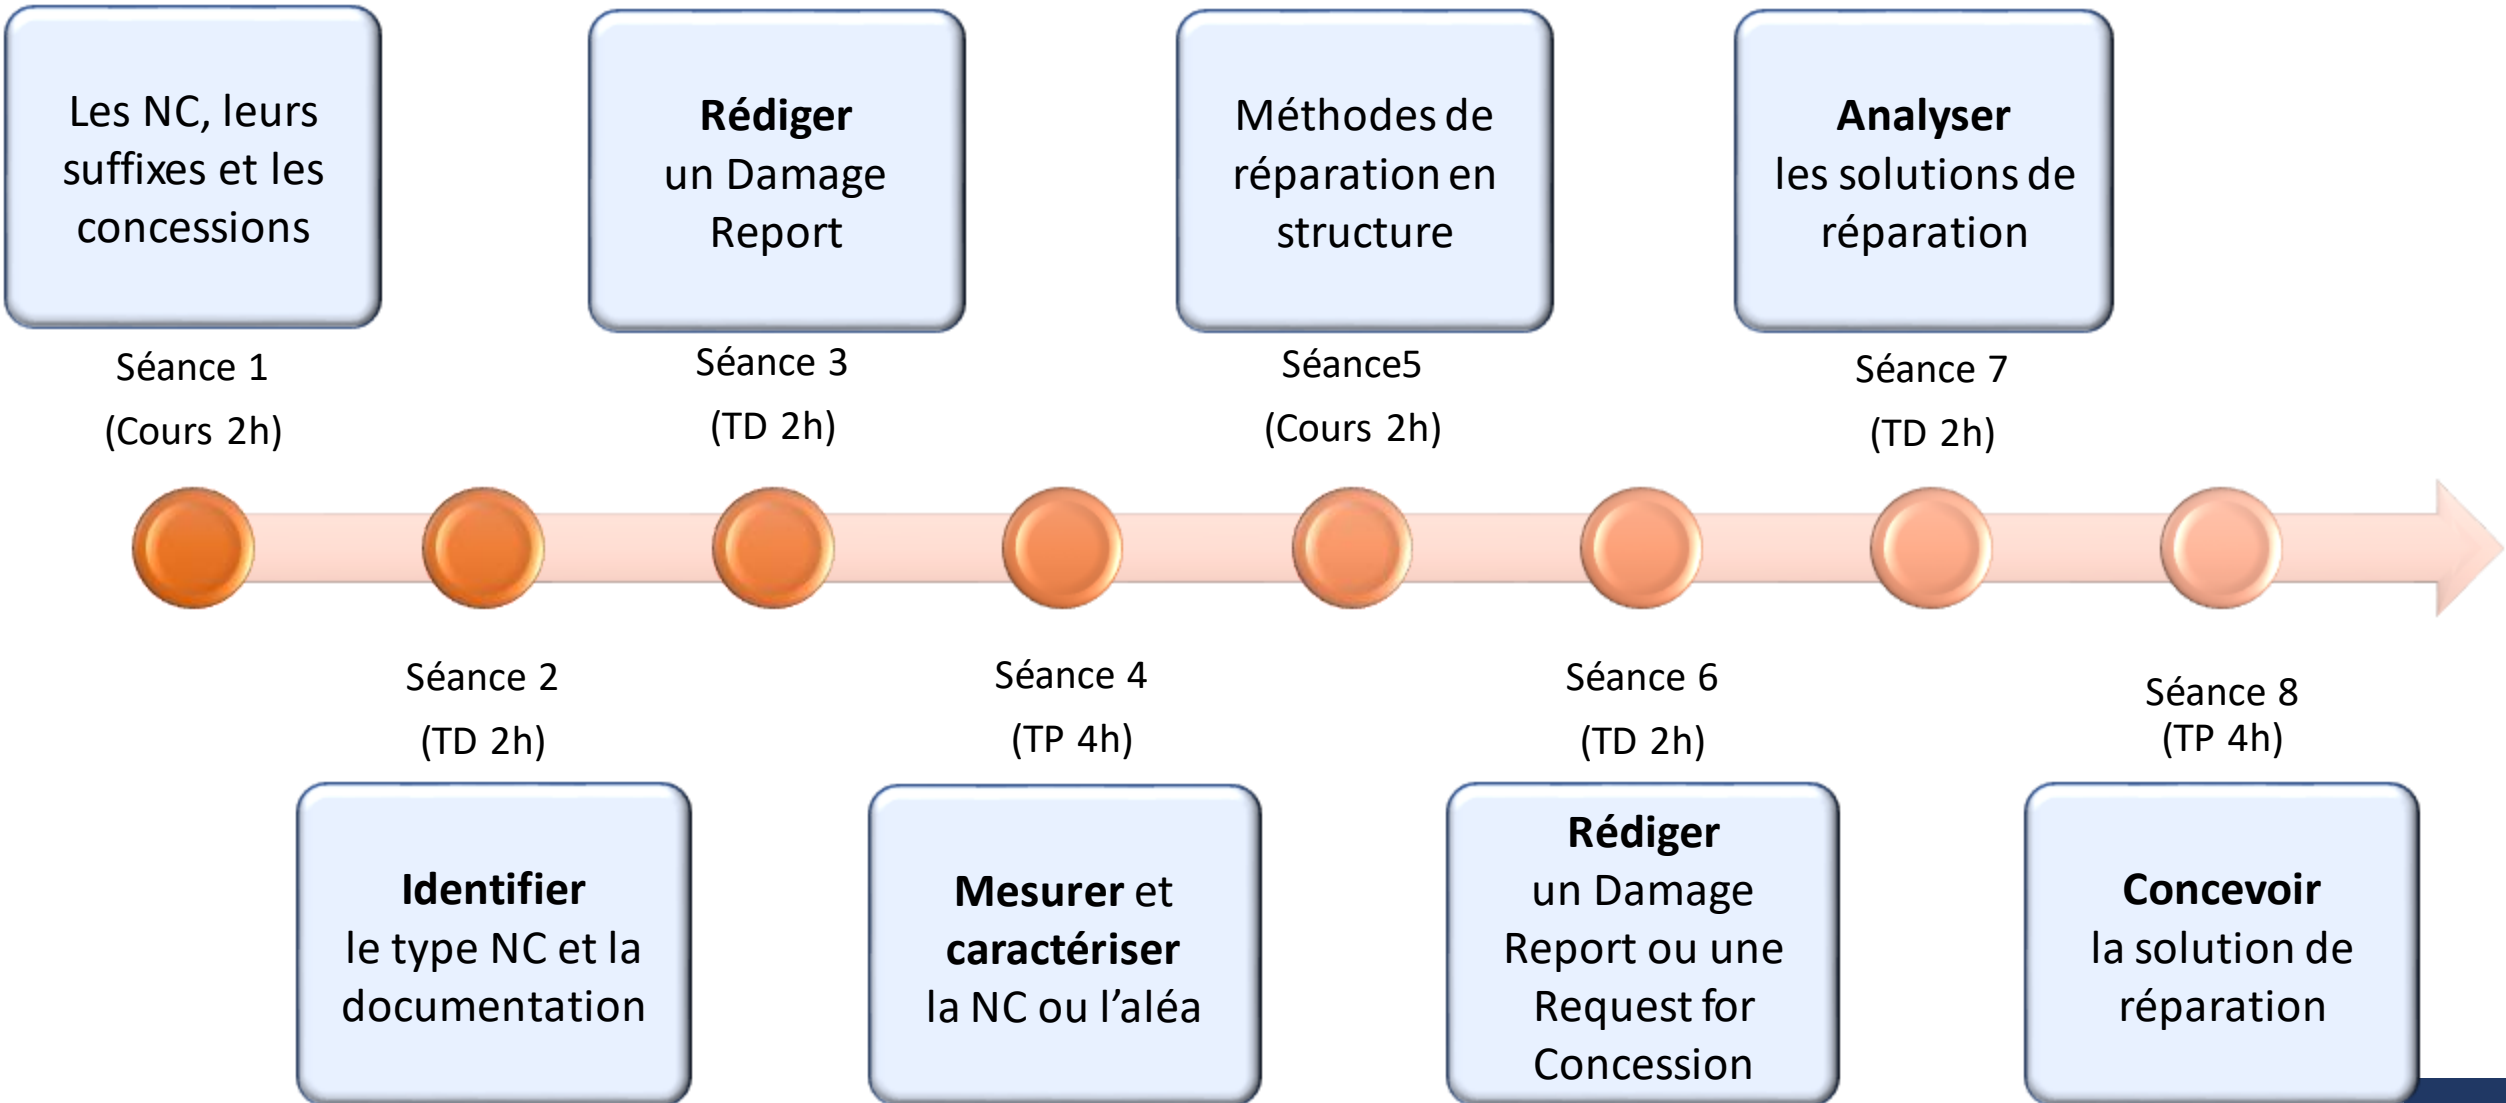 Les NC, leurs
suffixes et les
concessions
Séance 1
(Cours 2h)
Rédiger
un Damage
Report
Séance 3
(TD 2h)
Méthodes de
réparation en
structure
Séance5
(Cours 2h)
Analyser
les solutions de
réparation
Séance 7
(TD 2h)
Séance 2
(TD 2h)
Identifier
le type NC et la
documentation
Séance 4
(TP 4h)
Mesurer et
caractériser
la NC ou l’aléa
Séance 6
(TD 2h)
Rédiger
un Damage
Report ou une
Request for
Concession
Séance 8
(TP 4h)
Concevoir
la solution de
réparation